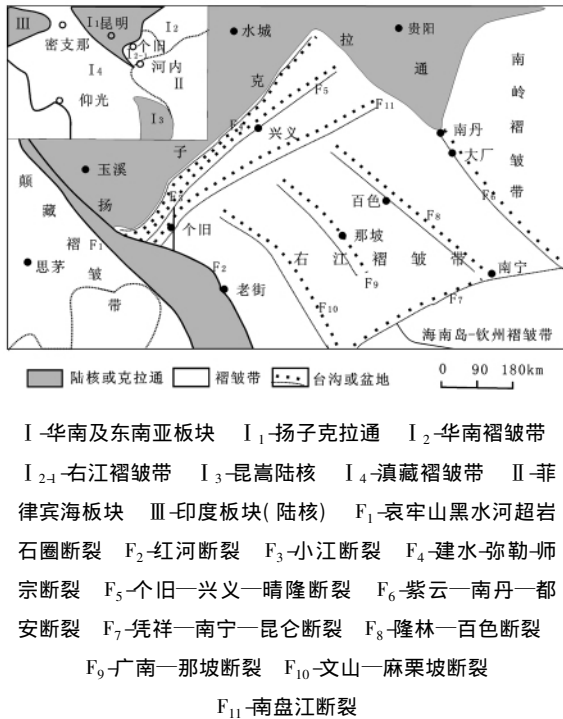 Ⅲ
Ⅰ1 昆明
Ⅰ2
密支那
个旧
Ⅰ2-1
河内
Ⅰ4
Ⅱ
仰光
Ⅰ3
水城
拉
贵阳
克
通
南岭褶皱带
F5
F11
兴义
南丹
子
大厂
玉溪
F6
扬
百色
颠藏褶皱带
F3
F8
个旧
那坡
F1
右江褶皱带
思茅
F2
F9
南宁
老街
F7
F10
海南岛-钦州褶皱带
陆核或克拉通 褶皱带 台沟或盆地
0 90 180km
Ⅰ-华南及东南亚板块 Ⅰ1-扬子克拉通 Ⅰ2-华南褶皱带
Ⅰ2-1-右江褶皱带 Ⅰ3-昆嵩陆核 Ⅰ4-滇藏褶皱带 Ⅱ-菲
律宾海板块 Ⅲ-印度板块(陆核) F1-哀牢山黑水河超岩
石圈断裂 F2-红河断裂 F3-小江断裂 F4-建水-弥勒-师
宗断裂 F5-个旧—兴义—晴隆断裂 F6-紫云—南丹—都
安断裂 F7-凭祥—南宁—昆仑断裂 F8-隆林—百色断裂
F9-广南—那坡断裂 F10-文山—麻栗坡断裂
F11-南盘江断裂